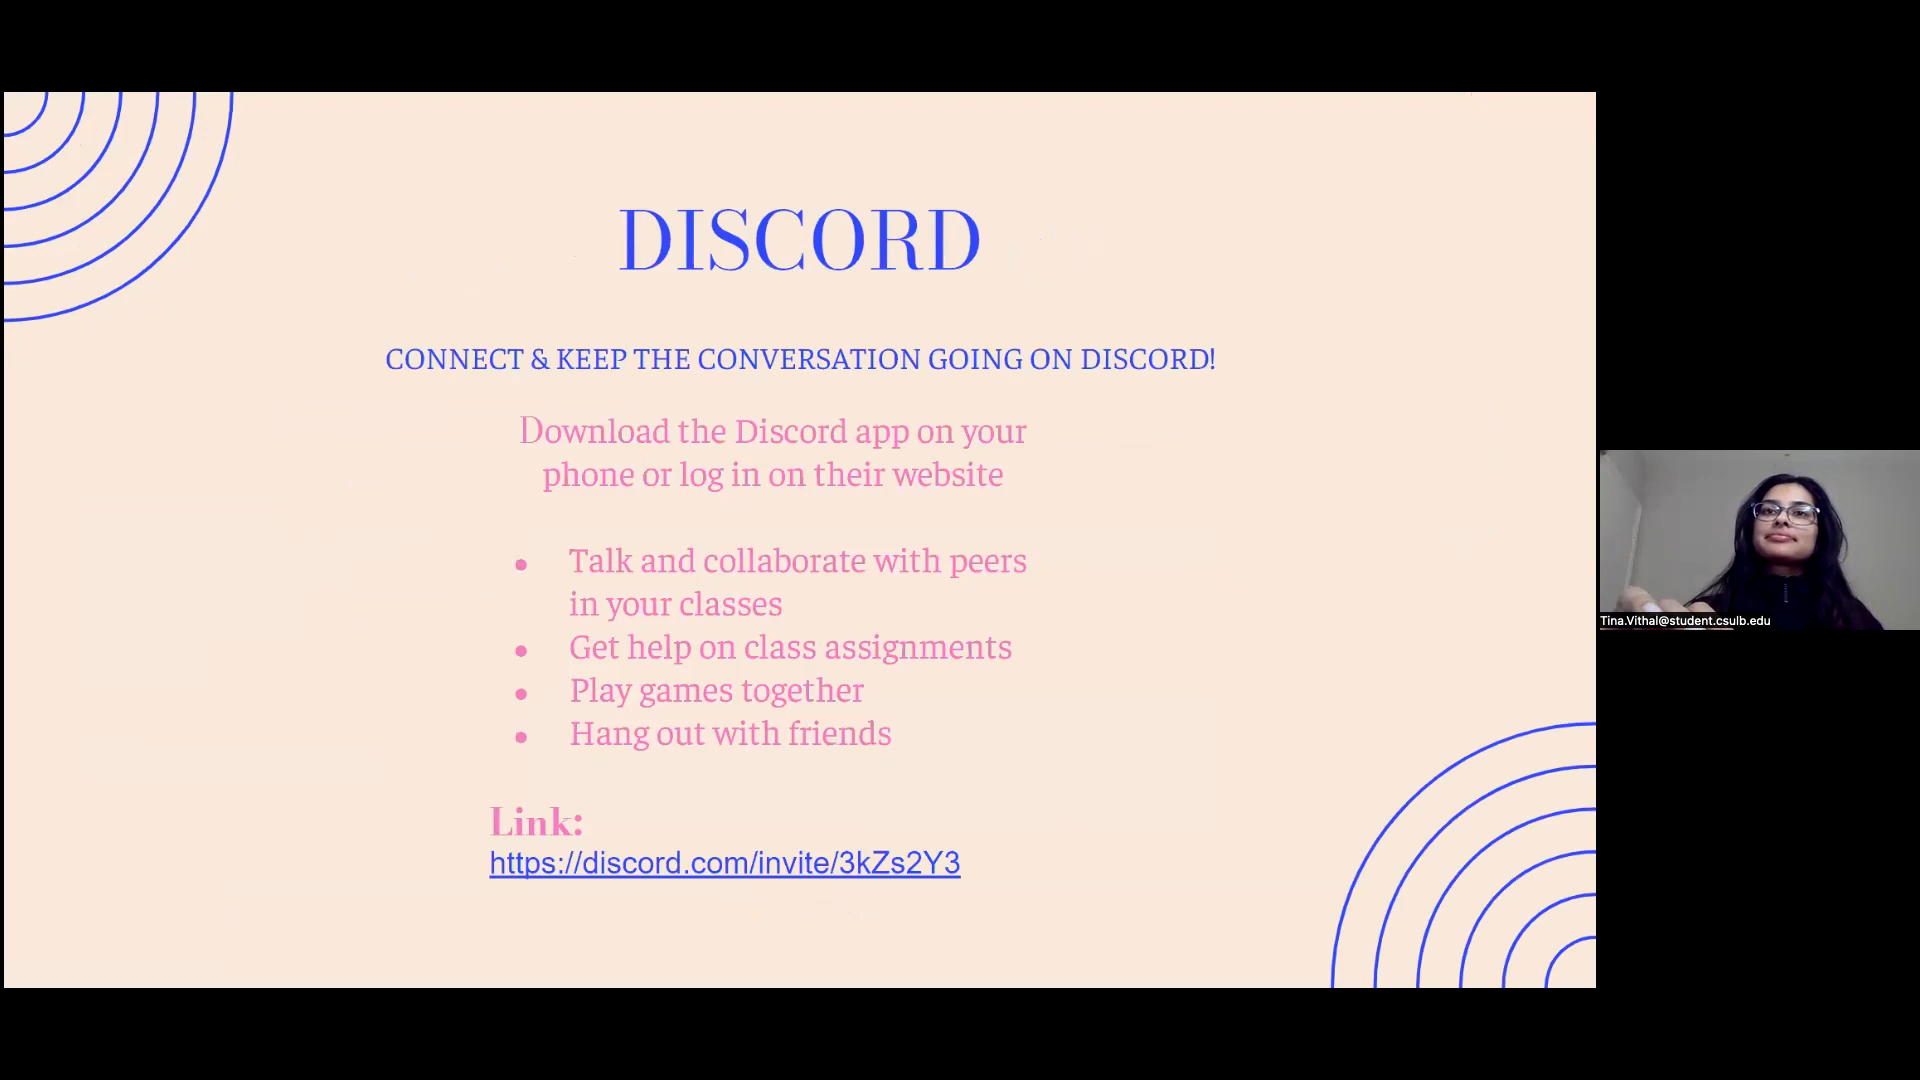 DISCORD
CONNECT & KEEP THE CONVERSATION GOING ON DISCORD!
Download the Discord app on your
phone or log in on their website
• Talk and collaborate with peers
in your classes
• Get help on class assignments
• Play games together
• Hang out with friends
Link:
https://discord.com/invite/3kZs2Y3
Tina.Vithal@student.csulb.edu